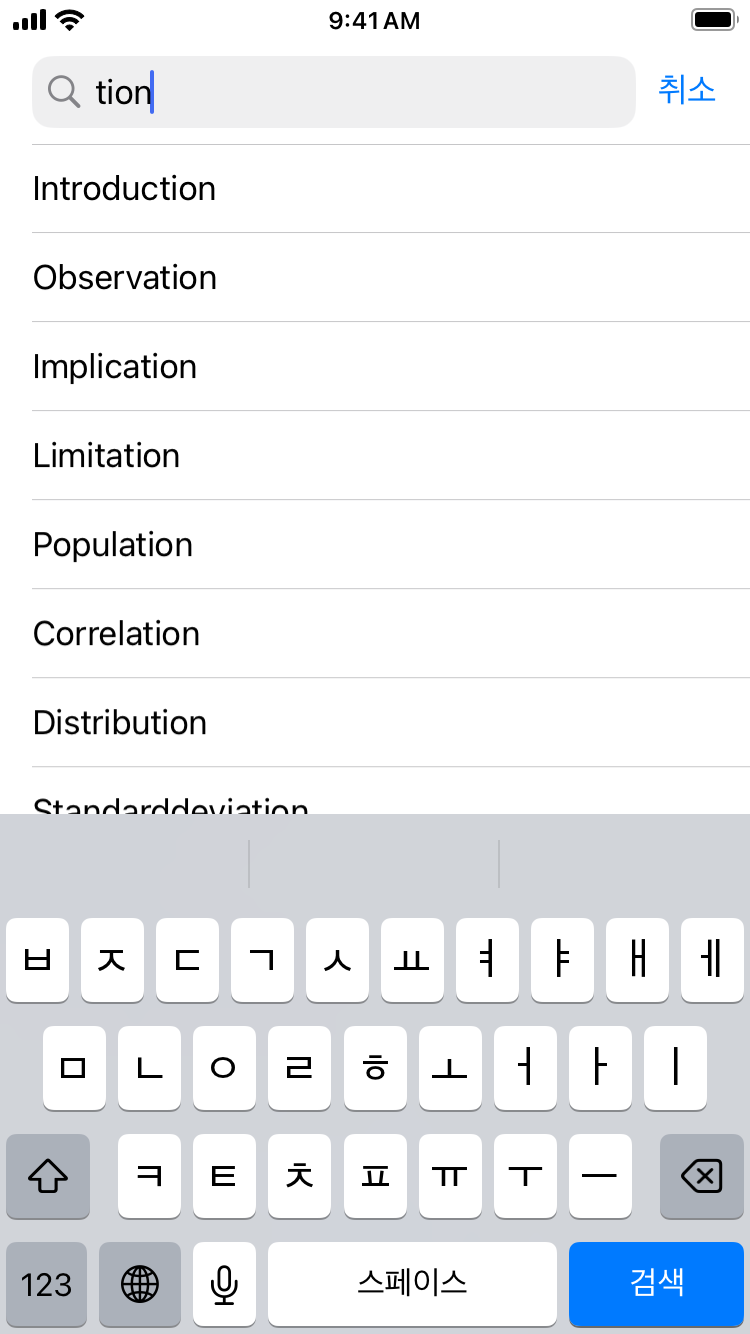 9:41 AM
tion 취소
Introduction
Observation
Implication
Limitation
Population
Correlation
Distribution
Standarddeviation
ㅂ ㅈ ㄷ ㄱ ㅅ ㅛ ㅕ ㅑ ㅐ ㅔ
ㅁ ㄴ ㅇ ㄹ ㅎ ㅗ ㅓ ㅏ ㅣ
ㅋ ㅌ ㅊ ㅍ ㅠ ㅜ ㅡ
123 스페이스 검색